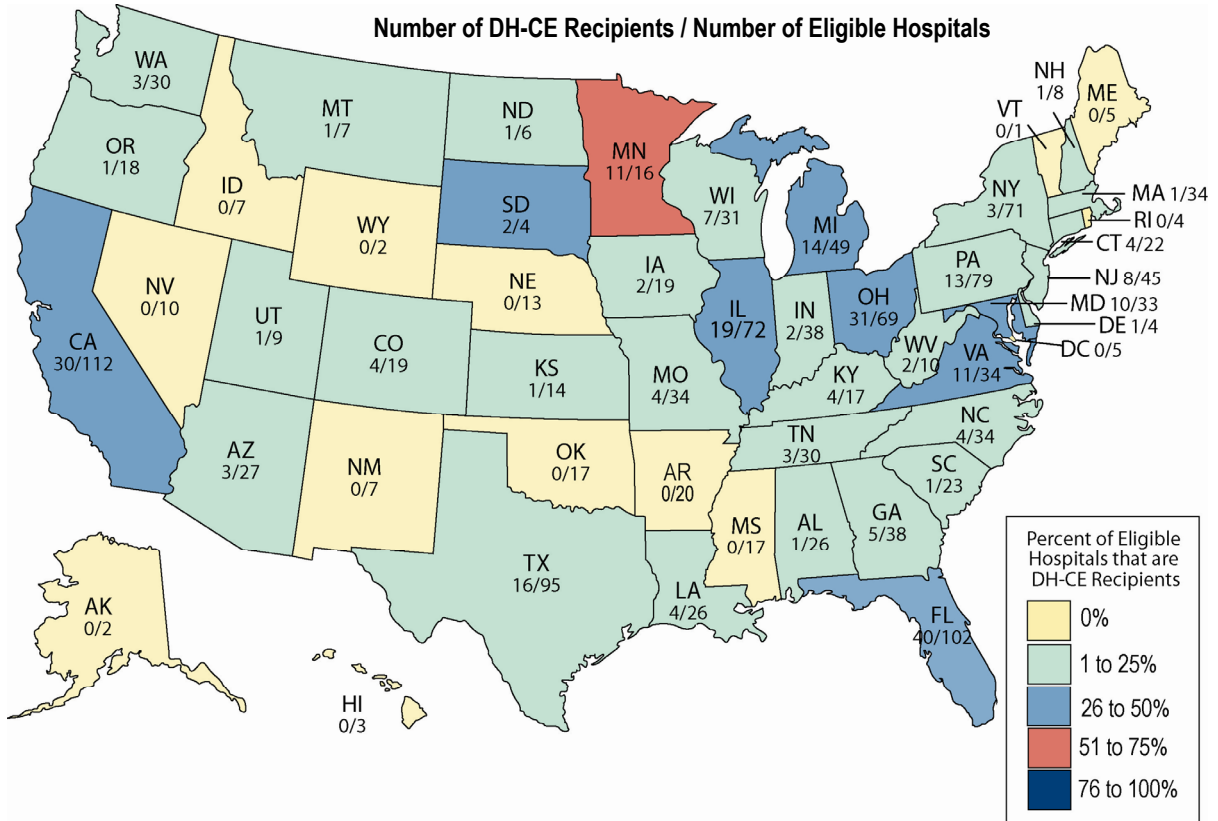 Number of DH-CE Recipients / Number of Eligible Hospitals
WA
3/30
OR
1/18
CA
30/112
ID
0/7
NV
0/10
MT
1/7
WY
0/2
UT
1/9
AZ
3/27
CO
4/19
NM
0/7
ND
1/6
SD
2/4
NE
0/13
KS
1/14
OK
0/17
TX
16/95
MN
11/16
IA
2/19
MO
4/34
AR
0/20
LA
4/26
WI
7/31
IL
19/72
MS
0/17
MI
14/49
IN
2/38
KY
4/17
TN
3/30
AL
1/26
OH
31/69
WV
2/10
VA
11/34
NC
4/34
SC
1/23
GA
5/38
FL
40/102
PA
13/79
NY
3/71
VT
0/1
NH
1/8
ME
0/5
MA 1/34
RI 0/4
CT 4/22
NJ 8/45
MD 10/33
DE 1/4
DC 0/5
AK
0/2
HI
0/3
Percent of Eligible
Hospitals that are
DH-CE Recipients
0%
1 to 25%
26 to 50%
51 to 75%
76 to 100%